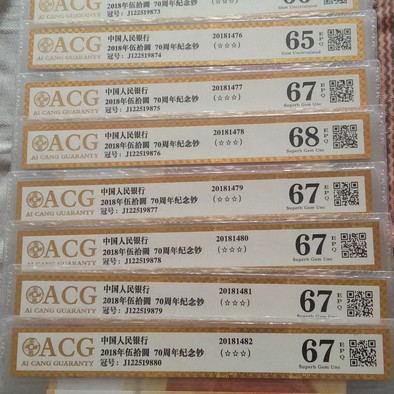 冠号: J122519873
Gem Uncirculated
ACG
AI CANG GUARANTY
中国人民银行
2018年伍拾圆 70周年纪念钞
冠号: J122519874
20181476
(☆☆☆)
65 EPQ
Gem Uncirculated
ACG
AI CANG GUARANTY
中国人民银行
2018年伍拾圆 70周年纪念钞
冠号: J122519875
20181477
(☆☆☆)
67 EPQ
Superb Gem Unc
ACG
AI CANG GUARANTY
中国人民银行
2018年伍拾圆 70周年纪念钞
冠号: J122519876
20181478
(☆☆☆)
68 EPQ
Superb Gem Unc
ACG
AI CANG GUARANTY
中国人民银行
2018年伍拾圆 70周年纪念钞
冠号: J122519877
20181479
(☆☆☆)
67 EPQ
Superb Gem Unc
ACG
AI CANG GUARANTY
中国人民银行
2018年伍拾圆 70周年纪念钞
冠号: J122519878
20181480
(☆☆☆)
67 EPQ
Superb Gem Unc
ACG
AI CANG GUARANTY
中国人民银行
2018年伍拾圆 70周年纪念钞
冠号: J122519879
20181481
(☆☆☆)
67 EPQ
Superb Gem Unc
ACG
AI CANG GUARANTY
中国人民银行
2018年伍拾圆 70周年纪念钞
冠号: J122519880
20181482
(☆☆☆)
67 EPQ
Superb Gem Unc